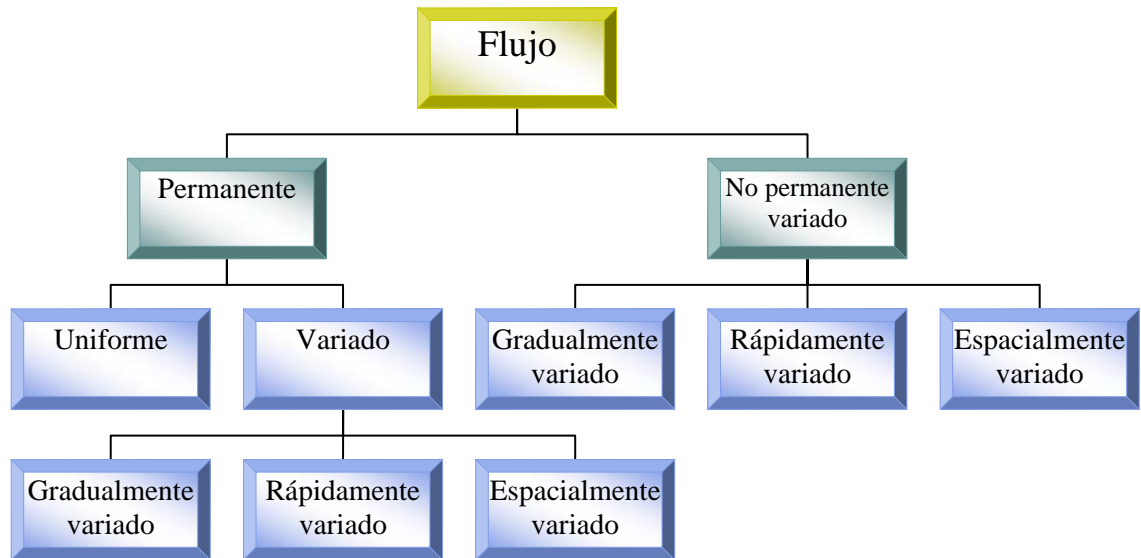 Flujo
Permanente
No permanente
variado
Uniforme
Variado
Gradualmente
variado
Rápidamente
variado
Espacialmente
variado
Gradualmente
variado
Rápidamente
variado
Espacialmente
variado